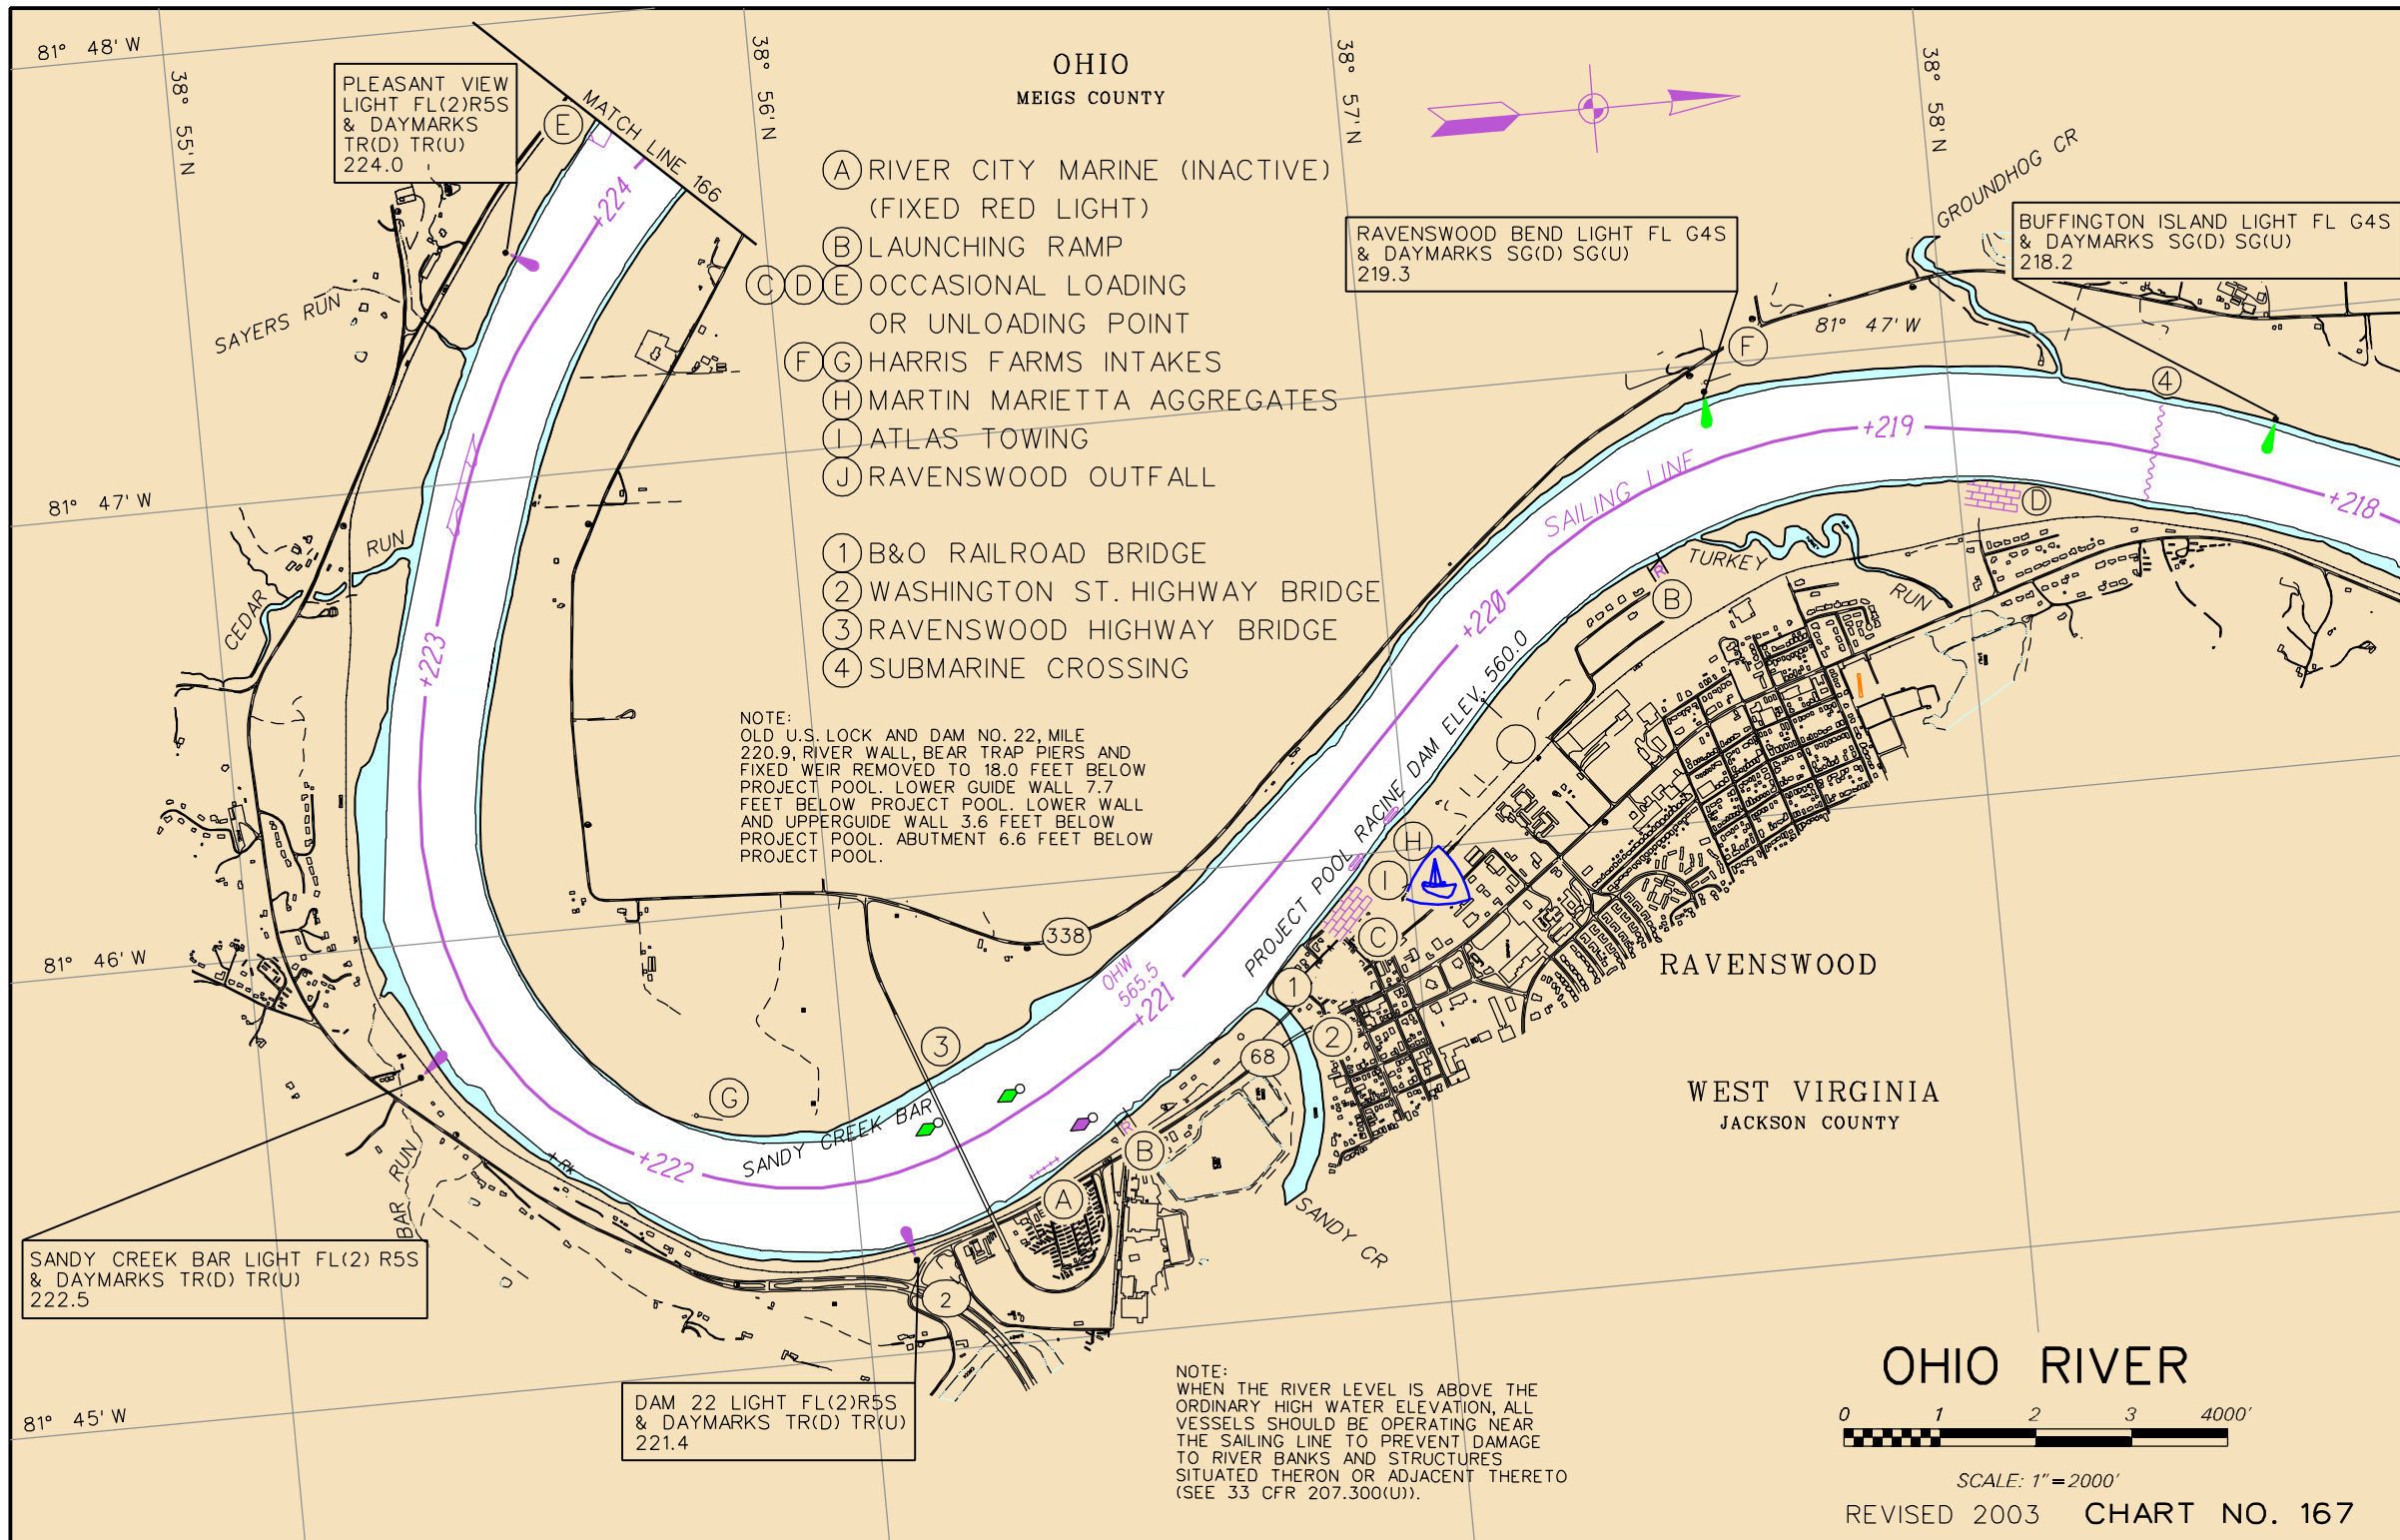 81° 48' W
38° 55' N
38° 56' N
38° 57' N
38° 58' N
OHIO
MEIGS COUNTY
PLEASANT VIEW
LIGHT FL(2)R5S
& DAYMARKS
TR(D) TR(U)
224.0
E
MATCH LINE 166
+224
A RIVER CITY MARINE (INACTIVE)
(FIXED RED LIGHT)
B LAUNCHING RAMP
C D E OCCASIONAL LOADING
OR UNLOADING POINT
F G HARRIS FARMS INTAKES
H MARTIN MARIETTA AGGREGATES
I ATLAS TOWING
J RAVENSWOOD OUTFALL
1 B&O RAILROAD BRIDGE
2 WASHINGTON ST. HIGHWAY BRIDGE
3 RAVENSWOOD HIGHWAY BRIDGE
4 SUBMARINE CROSSING
GROUNDHOG CR
RAVENSWOOD BEND LIGHT FL G4S
& DAYMARKS SG(D) SG(U)
219.3
BUFFINGTON ISLAND LIGHT FL G4S
& DAYMARKS SG(D) SG(U)
218.2
81° 47' W
F
4
+219
+218
SAILING LINE
D
SAYERS RUN
81° 47' W
CEDAR
RUN
+223
TURKEY
RUN
R
B
+220
NOTE:
OLD U.S. LOCK AND DAM NO. 22, MILE
220.9, RIVER WALL, BEAR TRAP PIERS AND
FIXED WEIR REMOVED TO 18.0 FEET BELOW
PROJECT POOL. LOWER GUIDE WALL 7.7
FEET BELOW PROJECT POOL. LOWER WALL
AND UPPERGUIDE WALL 3.6 FEET BELOW
PROJECT POOL. ABUTMENT 6.6 FEET BELOW
PROJECT POOL.
PROJECT POOL RACINE DAM ELEV. 560.0
H
I
C
338
81° 46' W
OHW
565.5
+221
1
2
68
3
RAVENSWOOD
WEST VIRGINIA
JACKSON COUNTY
G
SANDY CREEK BAR
R
B
A
+222
+ Rk
BAR RUN
SANDY CR
SANDY CREEK BAR LIGHT FL(2) R5S
& DAYMARKS TR(D) TR(U)
222.5
2
81° 45' W
DAM 22 LIGHT FL(2)R5S
& DAYMARKS TR(D) TR(U)
221.4
NOTE:
WHEN THE RIVER LEVEL IS ABOVE THE
ORDINARY HIGH WATER ELEVATION, ALL
VESSELS SHOULD BE OPERATING NEAR
THE SAILING LINE TO PREVENT DAMAGE
TO RIVER BANKS AND STRUCTURES
SITUATED THERON OR ADJACENT THERETO
(SEE 33 CFR 207.300(U)).
OHIO RIVER
0 1 2 3 4000'
SCALE: 1"=2000'
REVISED 2003 CHART NO. 167